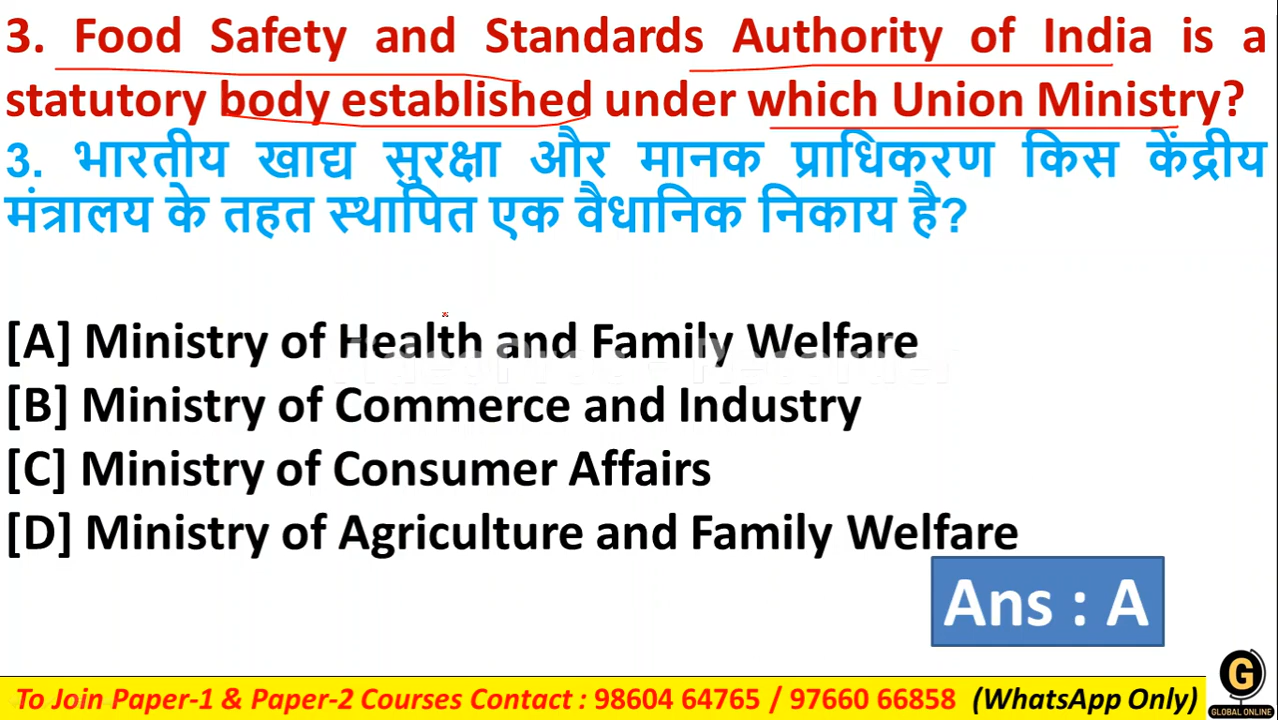 3. Food Safety and Standards Authority of India is a
statutory body established under which Union Ministry?
3. भारतीय खाद्य सुरक्षा और मानक प्राधिकरण किस केंद्रीय
मंत्रालय के तहत स्थापित एक वैधानिक निकाय है?
[A] Ministry of Health and Family Welfare
[B] Ministry of Commerce and Industry
[C] Ministry of Consumer Affairs
[D] Ministry of Agriculture and Family Welfare
Ans : A
To Join Paper-1 & Paper-2 Courses Contact : 98604 64765 / 97660 66858 (WhatsApp Only)
G
GLOBAL ONLINE